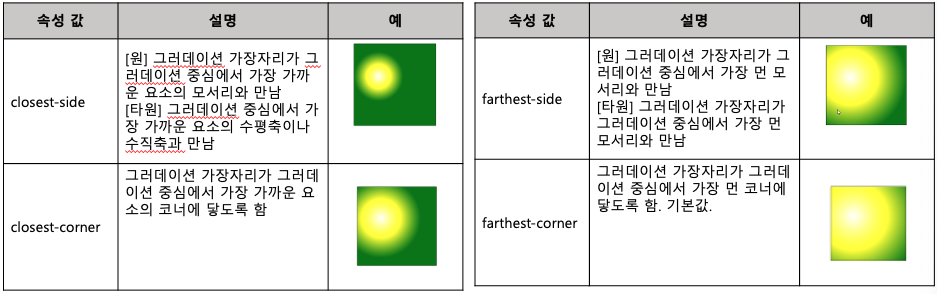 속성 값
설명
예
closest-side
[원] 그러데이션 가장자리가 그
러데이션 중심에서 가장 가까
운 요소의 모서리와 만남
[타원] 그러데이션 중심에서 가
장 가까운 요소의 수평축이나
수직축과 만남
closest-corner
그러데이션 가장자리가 그러데
이션 중심에서 가장 가까운 요
소의 코너에 닿도록 함
속성 값
설명
예
farthest-side
[원] 그러데이션 가장자리가 그
러데이션 중심에서 가장 먼 모
서리와 만남
[타원] 그러데이션 가장자리가
그러데이션 중심에서 가장 먼
모서리와 만남
farthest-corner
그러데이션 가장자리가 그러데
이션 중심에서 가장 먼 코너에
닿도록 함. 기본값.